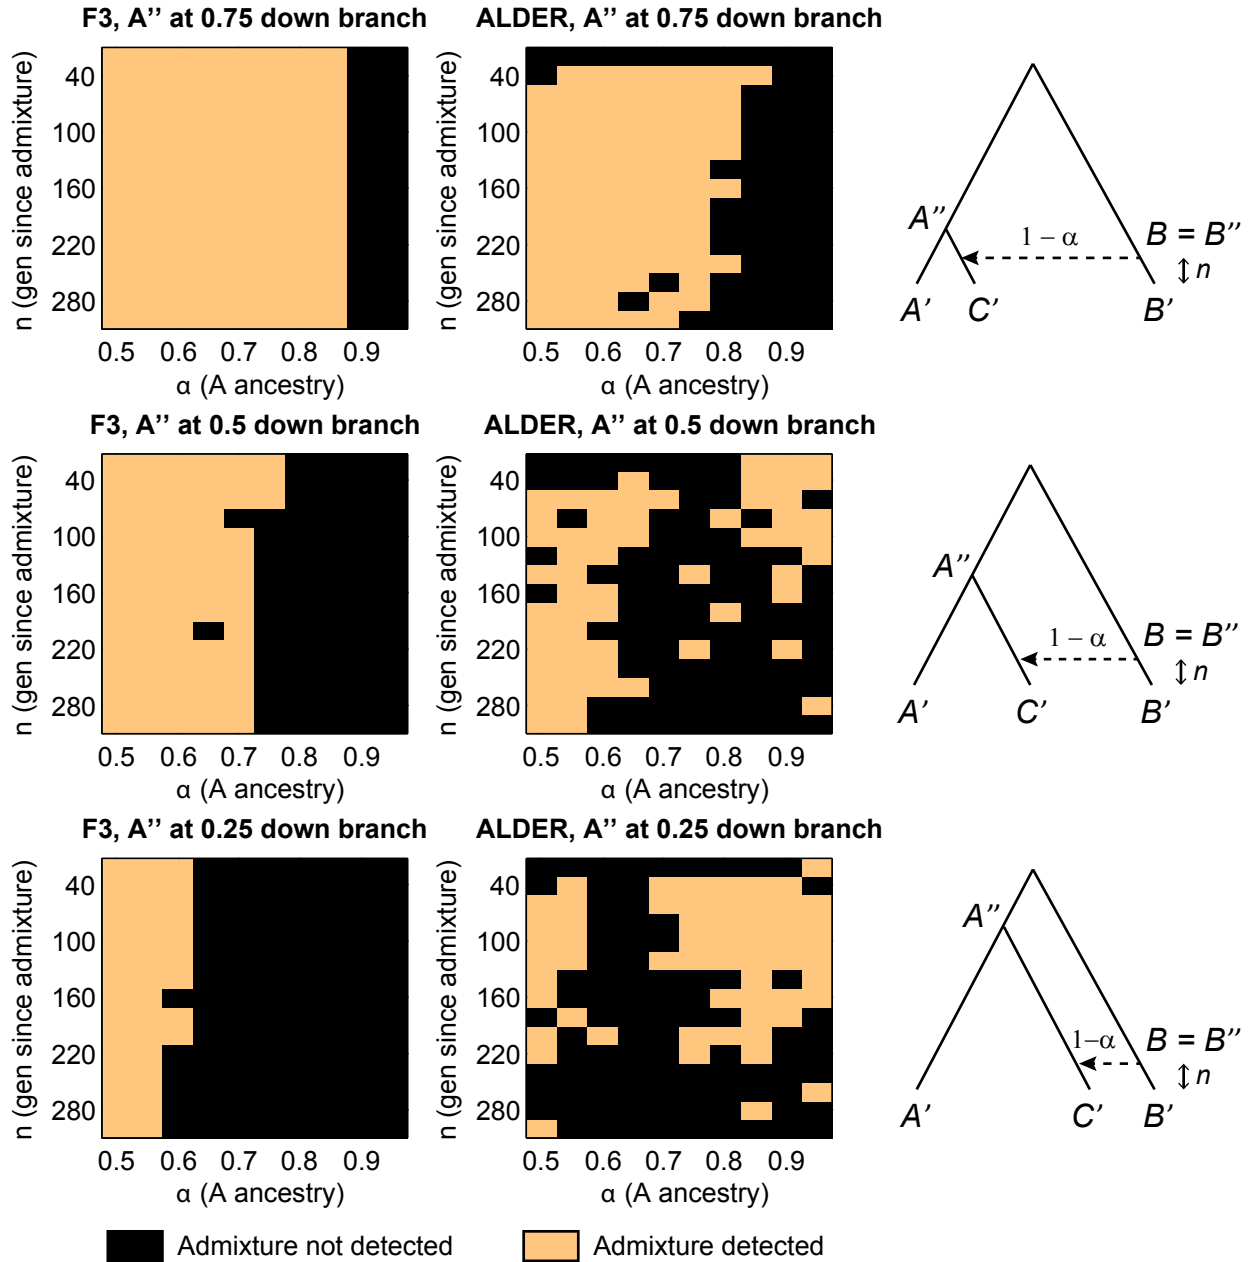 F3, A'' at 0.75 down branch
ALDER, A'' at 0.75 down branch
n (gen since admixture)
40
100
160
220
280
0.5 0.6 0.7 0.8 0.9
α (A ancestry)
n (gen since admixture)
40
100
160
220
280
0.5 0.6 0.7 0.8 0.9
α (A ancestry)
A''
1 – α
B = B''
n
A' C' B'
F3, A'' at 0.5 down branch
ALDER, A'' at 0.5 down branch
n (gen since admixture)
40
100
160
220
280
0.5 0.6 0.7 0.8 0.9
α (A ancestry)
n (gen since admixture)
40
100
160
220
280
0.5 0.6 0.7 0.8 0.9
α (A ancestry)
A''
1 – α
B = B''
n
A' C' B'
F3, A'' at 0.25 down branch
ALDER, A'' at 0.25 down branch
n (gen since admixture)
40
100
160
220
280
0.5 0.6 0.7 0.8 0.9
α (A ancestry)
n (gen since admixture)
40
100
160
220
280
0.5 0.6 0.7 0.8 0.9
α (A ancestry)
A''
1–α
B = B''
n
A' C' B'
Admixture not detected
Admixture detected